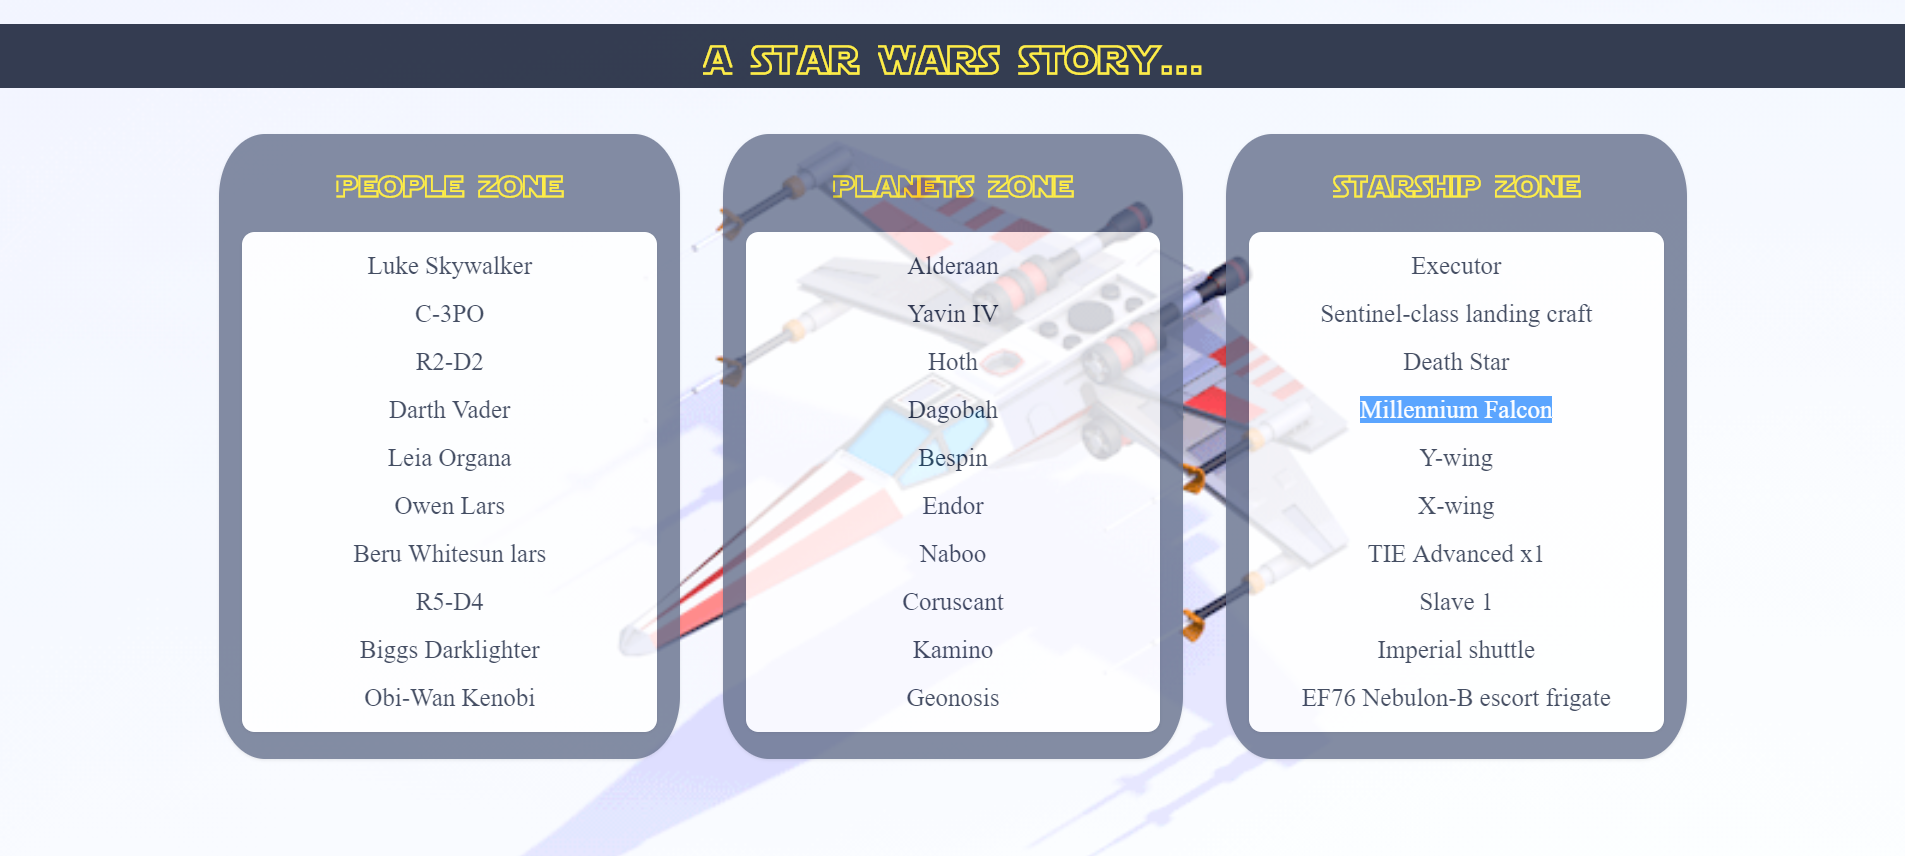 A STAR WARS STORY...
PEOPLE ZONE
Luke Skywalker
C-3PO
R2-D2
Darth Vader
Leia Organa
Owen Lars
Beru Whitesun lars
R5-D4
Biggs Darklighter
Obi-Wan Kenobi
PLANETS ZONE
Alderaan
Yavin IV
Hoth
Dagobah
Bespin
Endor
Naboo
Coruscant
Kamino
Geonosis
STARSHIP ZONE
Executor
Sentinel-class landing craft
Death Star
Millennium Falcon
Y-wing
X-wing
TIE Advanced x1
Slave 1
Imperial shuttle
EF76 Nebulon-B escort frigate